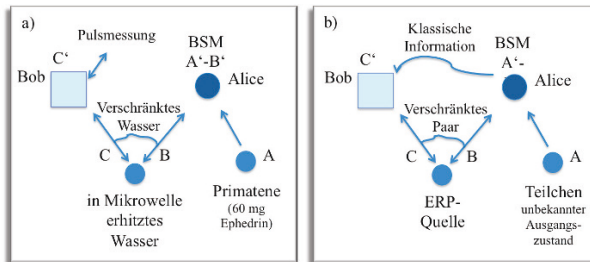 a)
Pulsmessung
C‘
Bob
BSM
A‘-B‘
Alice
Verschränktes
Wasser
C
B
A
in Mikrowelle
erhitztes
Wasser
Primatene
(60 mg
Ephedrin)
b)
Klassische
Information
C‘
Bob
BSM
A‘-
Alice
Verschränktes
Paar
C
B
A
ERP-
Quelle
Teilchen
unbekannter
Ausgangs-
zustand